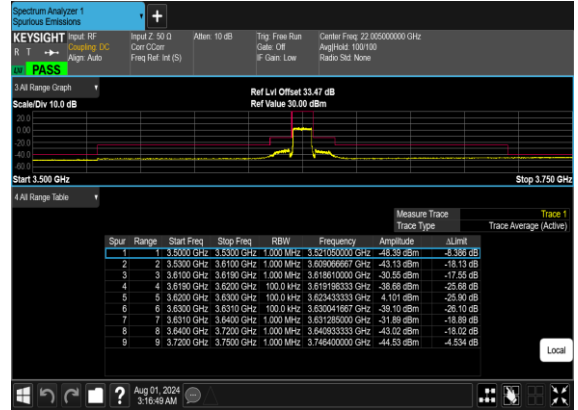 Spectrum Analyzer 1
Spurious Emissions
+
KEYSIGHT Input: RF Input Z: 50 Ω Atten: 10 dB Trig: Free Run Center Freq: 22.005000000 GHz
R T Coupling: DC Corr CCorr Gate: Off Avg|Hold: 100/100
Align: Auto Freq Ref: Int (S) IF Gain: Low Radio Std: None
PASS
3 All Range Graph Ref Lvl Offset 33.47 dB
Scale/Div 10.0 dB Ref Value 30.00 dBm
20.0
0.00
-20.0
-40.0
-60.0
Start 3.500 GHz Stop 3.750 GHz
4 All Range Table
Measure Trace Trace 1
Trace Type Trace Average (Active)
Spur Range Start Freq Stop Freq RBW Frequency Amplitude ΔLimit
1 1 3.5000 GHz 3.5300 GHz 1.000 MHz 3.521050000 GHz -48.39 dBm -8.386 dB
2 2 3.5300 GHz 3.6100 GHz 1.000 MHz 3.609066667 GHz -43.13 dBm -18.13 dB
3 3 3.6100 GHz 3.6190 GHz 1.000 MHz 3.618610000 GHz -30.55 dBm -17.55 dB
4 4 3.6190 GHz 3.6200 GHz 100.0 kHz 3.619198333 GHz -38.68 dBm -25.68 dB
5 5 3.6200 GHz 3.6300 GHz 100.0 kHz 3.623433333 GHz 4.101 dBm -25.90 dB
6 6 3.6300 GHz 3.6310 GHz 100.0 kHz 3.630041667 GHz -39.10 dBm -26.10 dB
7 7 3.6310 GHz 3.6400 GHz 1.000 MHz 3.631285000 GHz -31.89 dBm -18.89 dB
8 8 3.6400 GHz 3.7200 GHz 1.000 MHz 3.640933333 GHz -43.02 dBm -18.02 dB
9 9 3.7200 GHz 3.7500 GHz 1.000 MHz 3.746400000 GHz -44.53 dBm -4.534 dB
Local
? Aug 01, 2024
3:16:49 AM